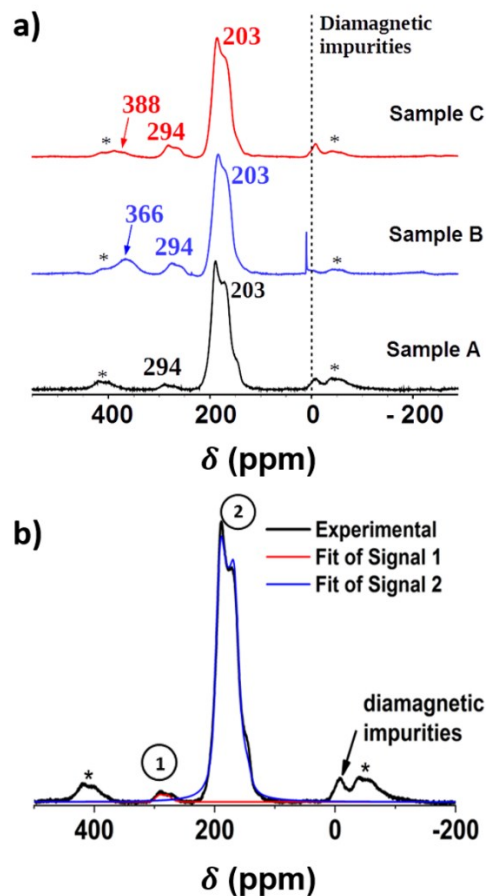 a)
Diamagnetic
impurities
203
388
*
294
*
Sample C
203
366
*
294
*
Sample B
203
*
294
*
Sample A
400 200 0 - 200
δ (ppm)
b)
2
Experimental
Fit of Signal 1
Fit of Signal 2
diamagnetic
impurities
1
*
*
400 200 0 -200
δ (ppm)